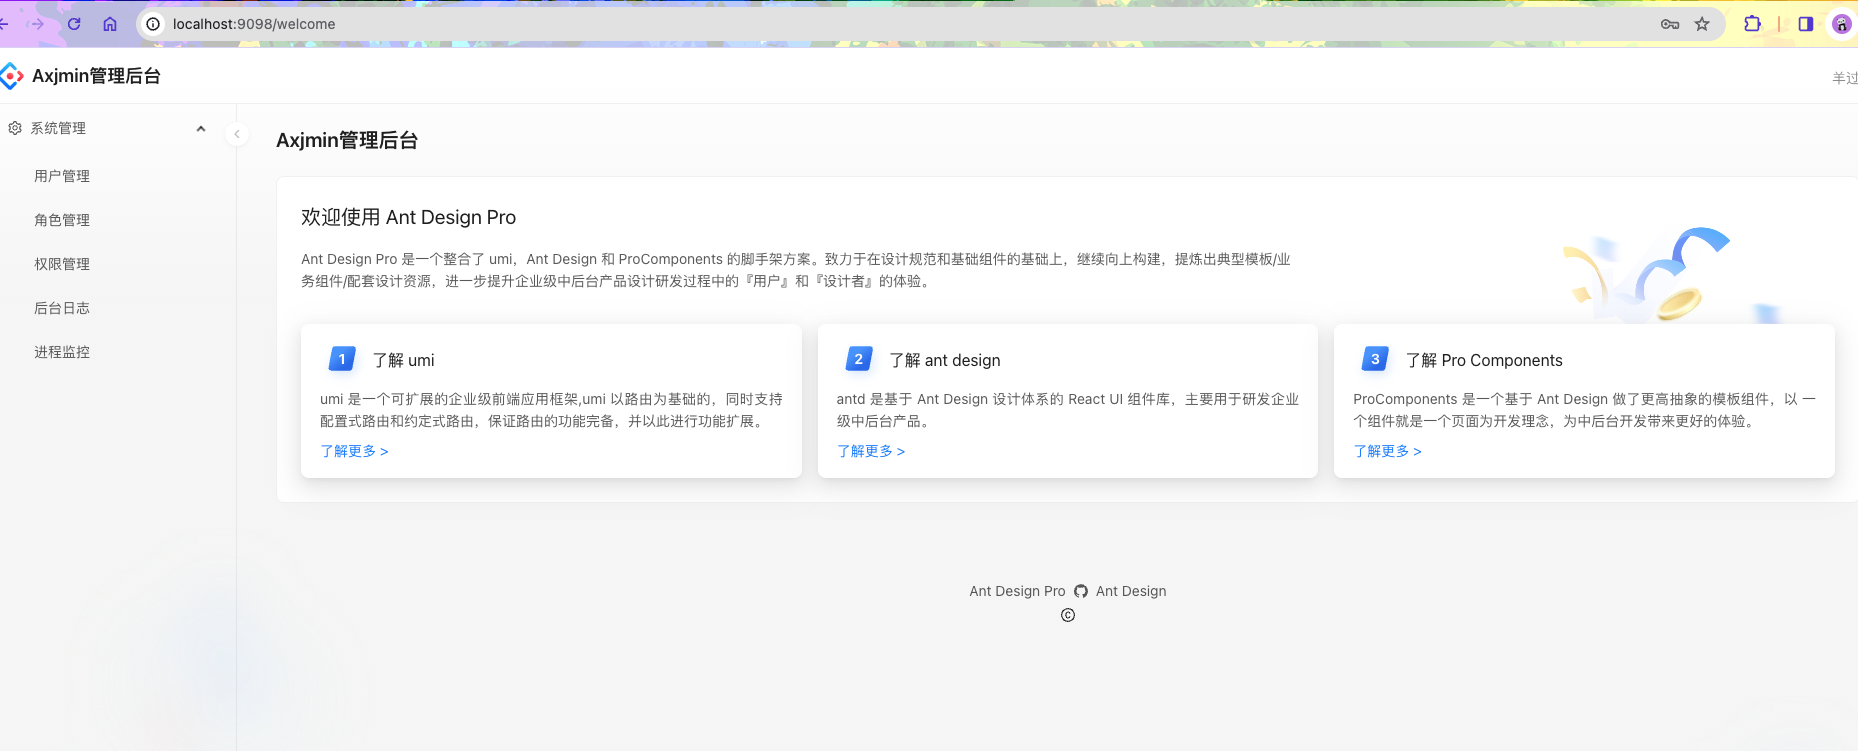 localhost:9098/welcome
Axjmin管理后台
羊过
系统管理
用户管理
角色管理
权限管理
后台日志
进程监控
Axjmin管理后台
欢迎使用 Ant Design Pro
Ant Design Pro 是一个整合了 umi，Ant Design 和 ProComponents 的脚手架方案。致力于在设计规范和基础组件的基础上，继续向上构建，提炼出典型模板/业
务组件/配套设计资源，进一步提升企业级中后台产品设计研发过程中的『用户』和『设计者』的体验。
1 了解 umi
umi 是一个可扩展的企业级前端应用框架,umi 以路由为基础的，同时支持
配置式路由和约定式路由，保证路由的功能完备，并以此进行功能扩展。
了解更多 >
2 了解 ant design
antd 是基于 Ant Design 设计体系的 React UI 组件库，主要用于研发企业
级中后台产品。
了解更多 >
3 了解 Pro Components
ProComponents 是一个基于 Ant Design 做了更高抽象的模板组件，以 一
个组件就是一个页面为开发理念，为中后台开发带来更好的体验。
了解更多 >
Ant Design Pro Ant Design
©